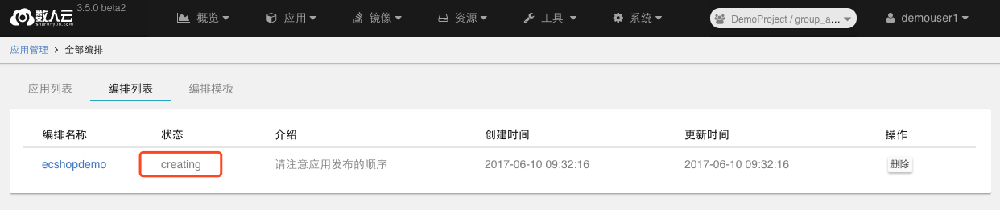 数人云 3.5.0 beta2
shurenyun.com
概览 应用 镜像 资源 工具 系统 DemoProject / group_a... demouser1
应用管理 > 全部编排
应用列表 编排列表 编排模板
编排名称 状态 介绍 创建时间 更新时间 操作
ecshopdemo creating 请注意应用发布的顺序 2017-06-10 09:32:16 2017-06-10 09:32:16 删除